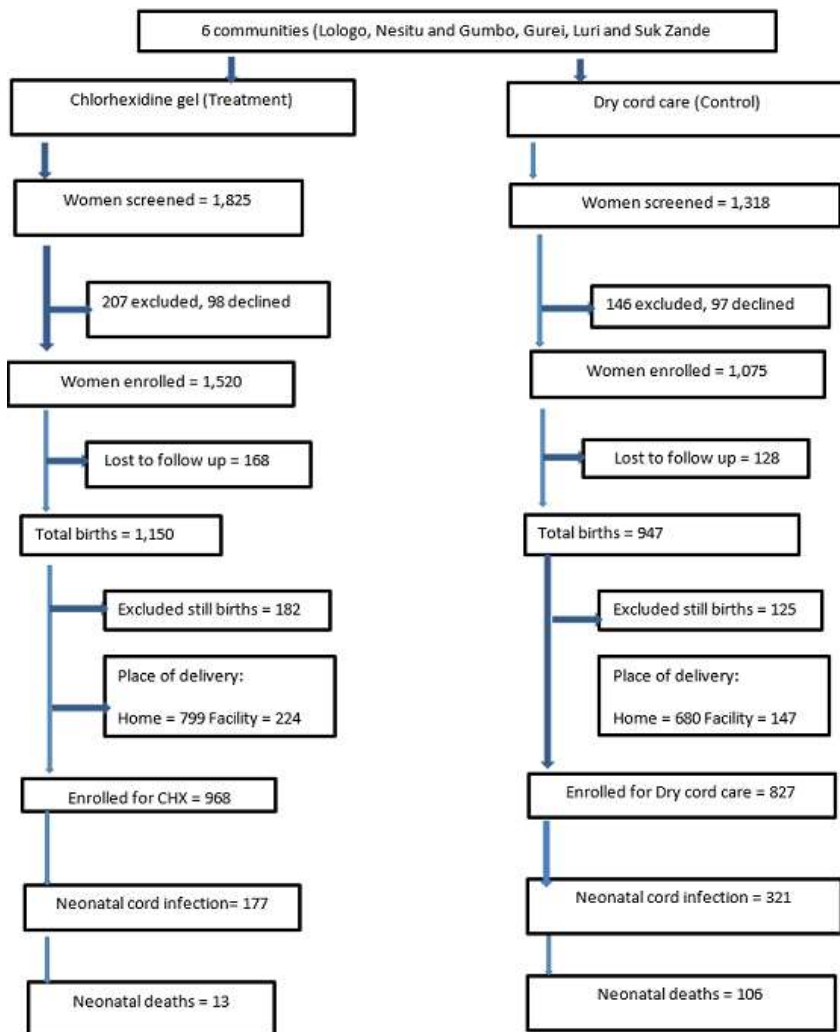 6 communities (Lologo, Nesitu and Gumbo, Gurei, Luri and Suk Zande
Chlorhexidine gel (Treatment)
Dry cord care (Control)
Women screened = 1,825
Women screened = 1,318
207 excluded, 98 declined
146 excluded, 97 declined
Women enrolled = 1,520
Women enrolled = 1,075
Lost to follow up = 168
Lost to follow up = 128
Total births = 1,150
Total births = 947
Excluded still births = 182
Excluded still births = 125
Place of delivery:
Home = 799 Facility = 224
Place of delivery:
Home = 680 Facility = 147
Enrolled for CHX = 968
Enrolled for Dry cord care = 827
Neonatal cord infection= 177
Neonatal cord infection = 321
Neonatal deaths = 13
Neonatal deaths = 106